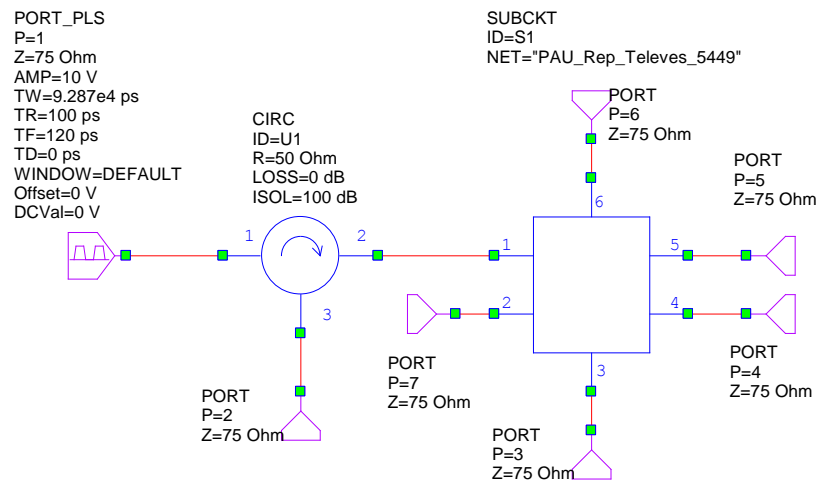 PORT_PLS
P=1
Z=75 Ohm
AMP=10 V
TW=9.287e4 ps
TR=100 ps
TF=120 ps
TD=0 ps
WINDOW=DEFAULT
Offset=0 V
DCVal=0 V
CIRC
ID=U1
R=50 Ohm
LOSS=0 dB
ISOL=100 dB
1
2
3
PORT
P=2
Z=75 Ohm
SUBCKT
ID=S1
NET="PAU_Rep_Televes_5449"
PORT
P=6
Z=75 Ohm
6
1
2
5
4
3
PORT
P=5
Z=75 Ohm
PORT
P=7
Z=75 Ohm
PORT
P=4
Z=75 Ohm
PORT
P=3
Z=75 Ohm